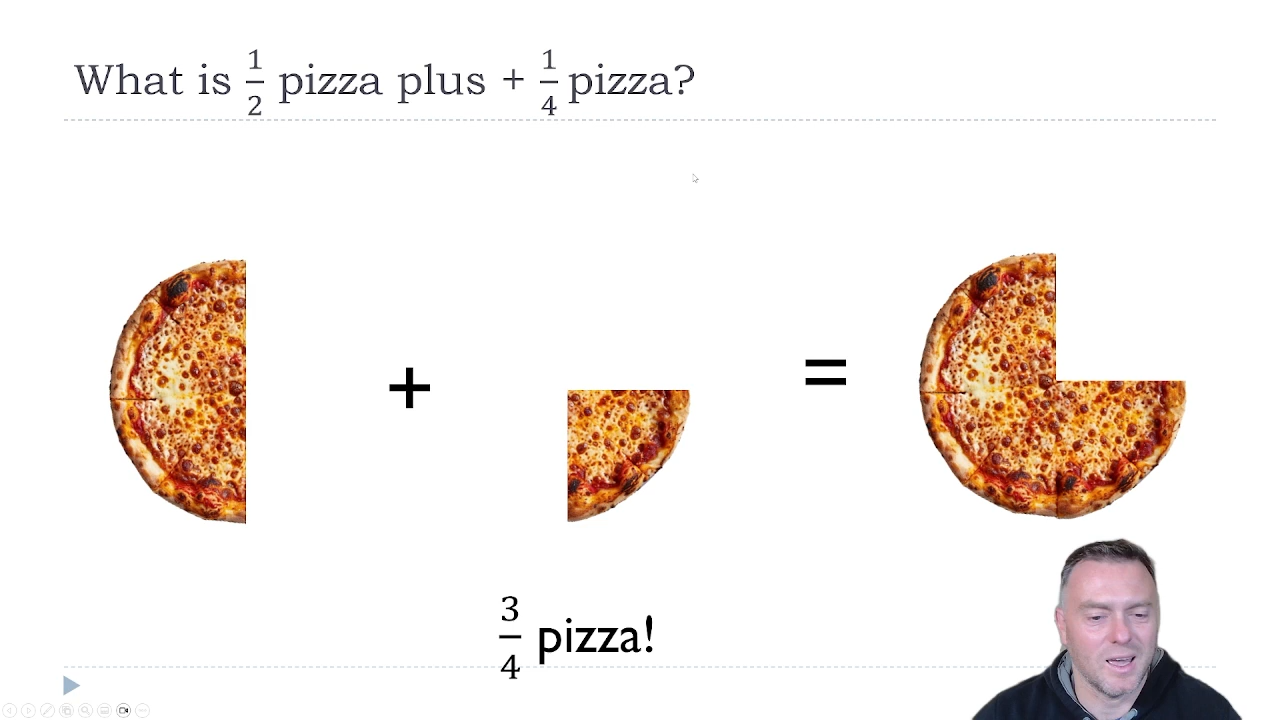 What is 1/2 pizza plus + 1/4 pizza?
+ =
3/4 pizza!